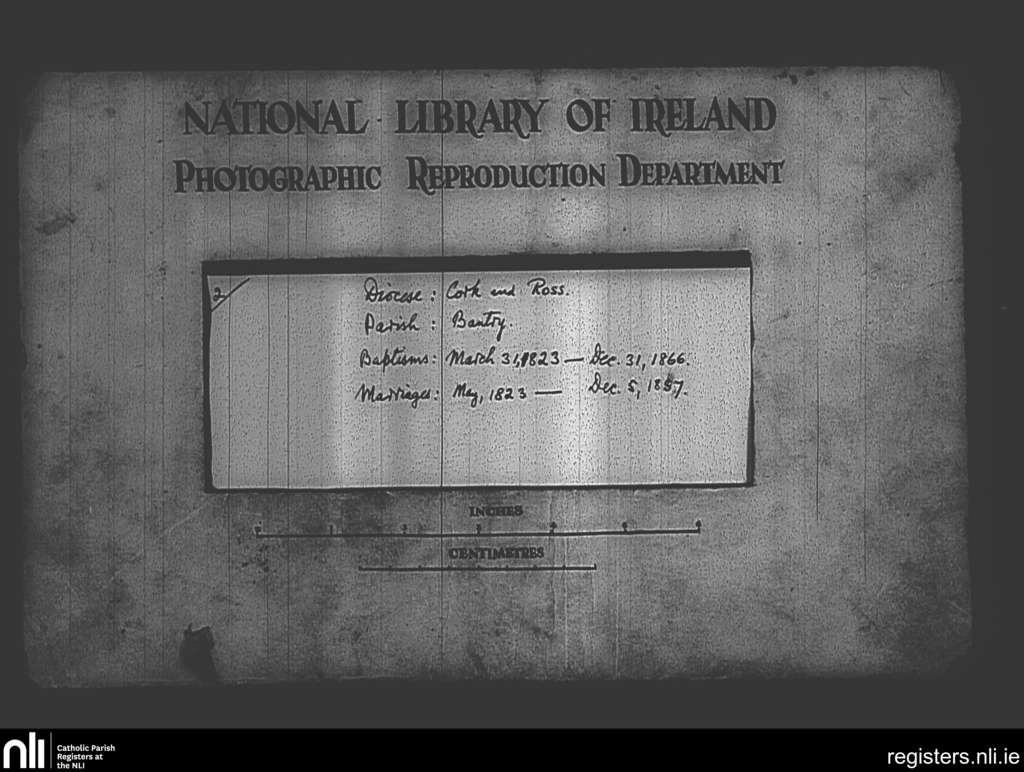 NATIONAL LIBRARY OF IRELAND
PHOTOGRAPHIC REPRODUCTION DEPARTMENT
2/
Diocese: Cork and Ross.
Parish: Bantry.
Baptisms: March 31, 1823 — Dec. 31, 1866.
Marriages: May, 1823 — Dec. 5, 1857.
INCHES
CENTIMETRES
nli
Catholic Parish
Registers at
the NLI
registers.nli.ie